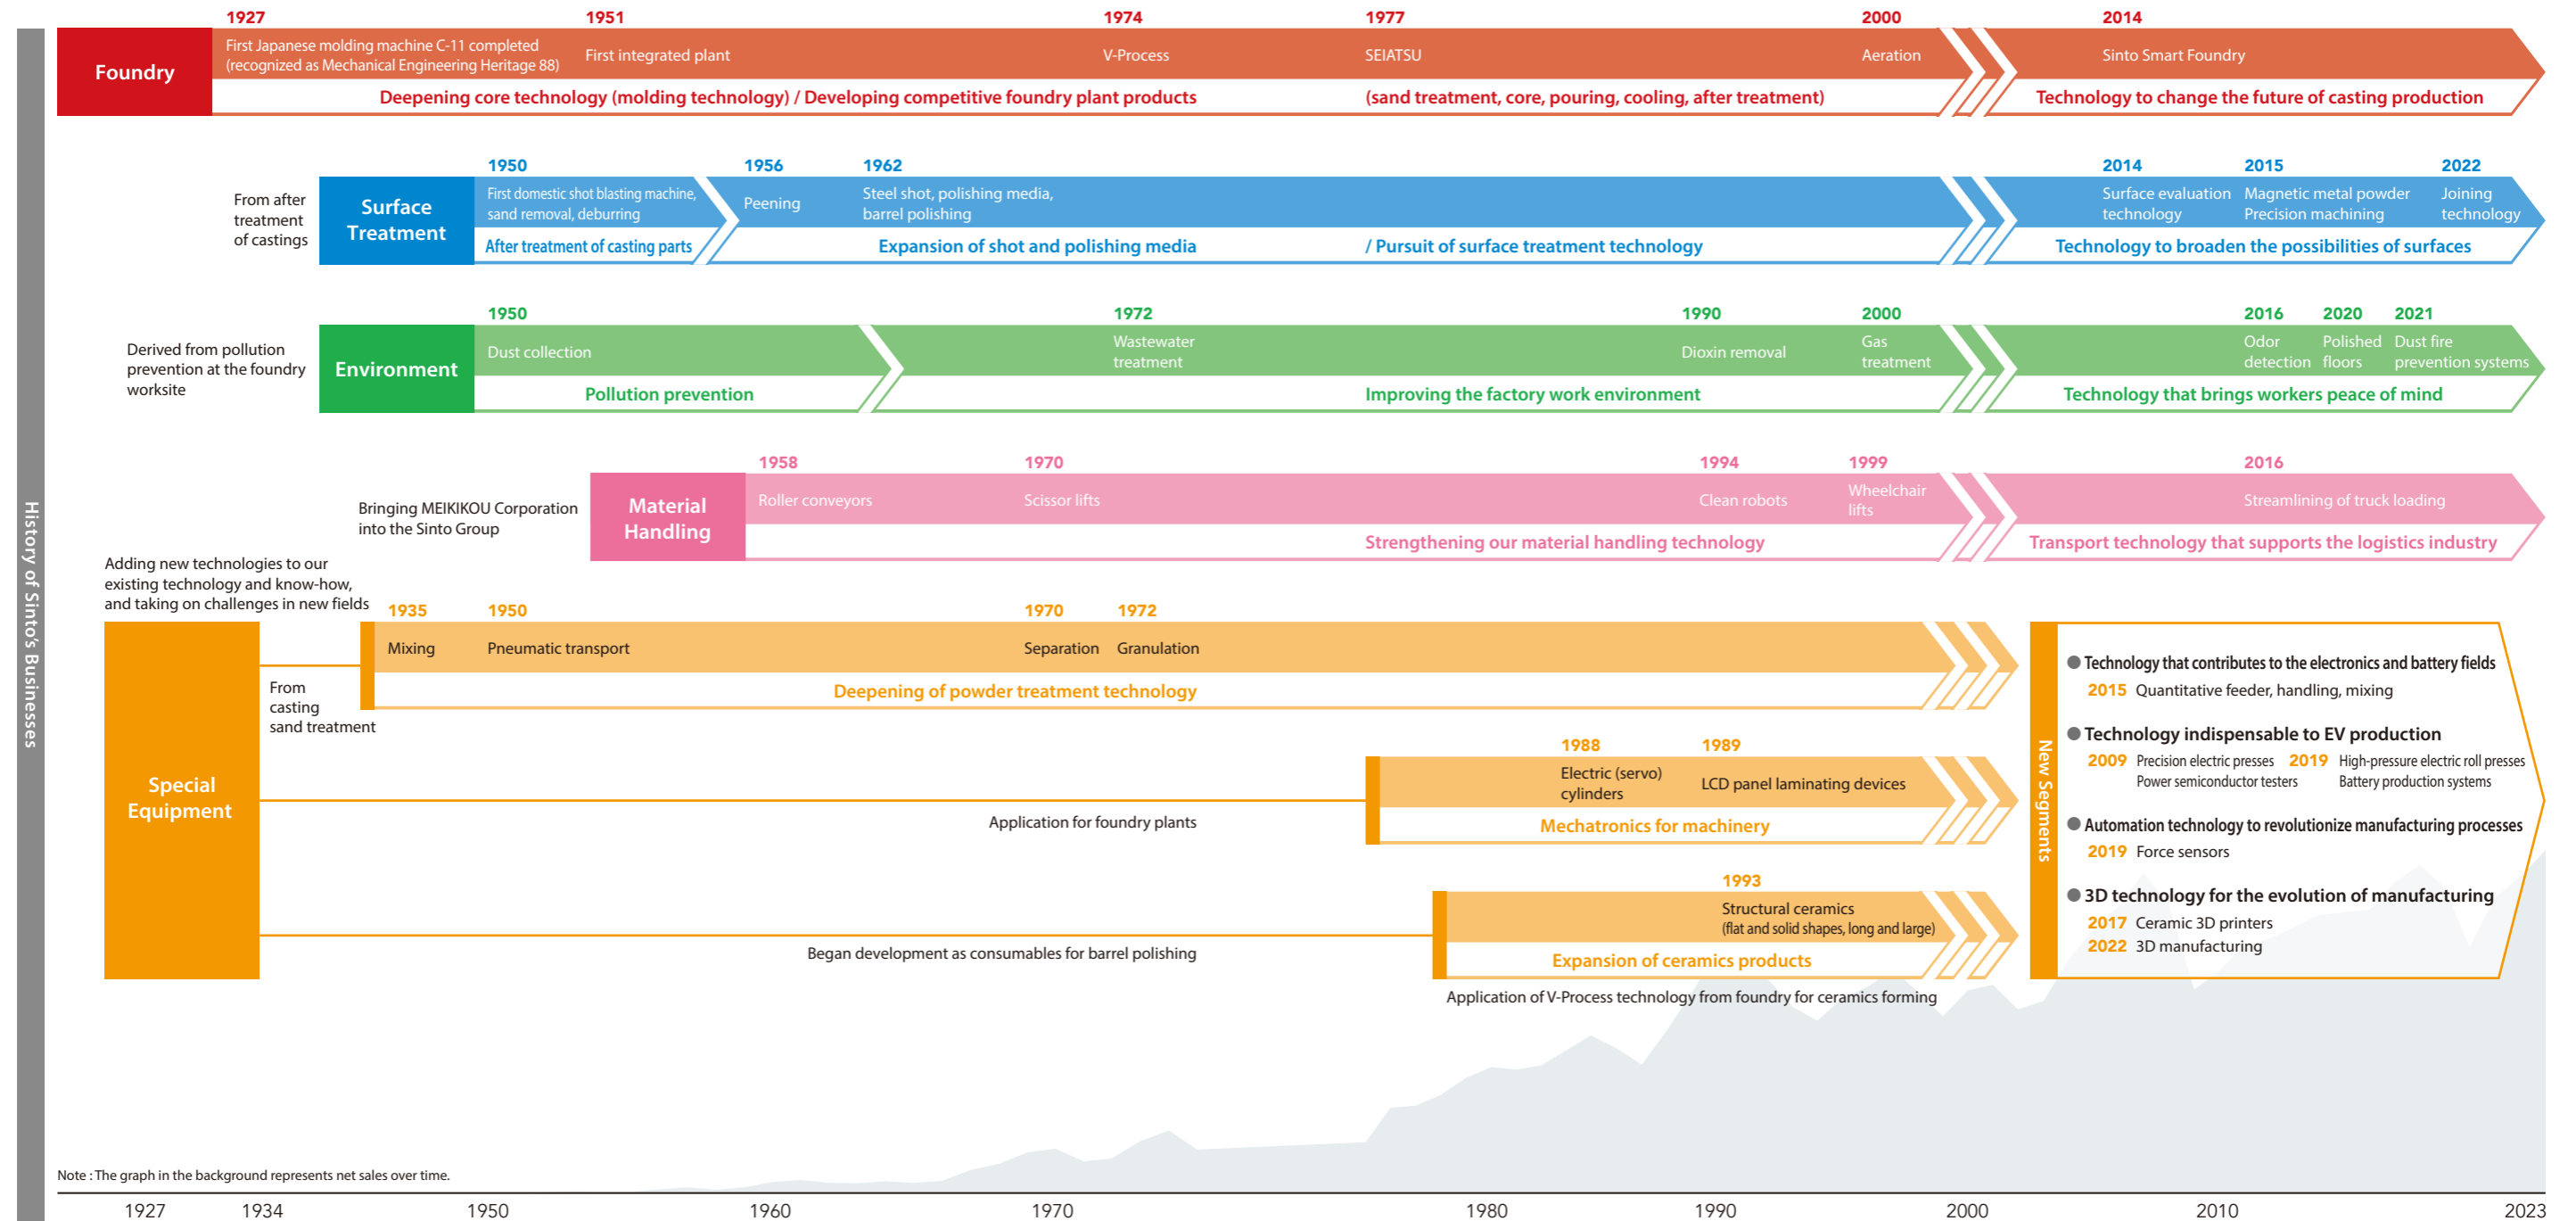 History of Sinto's Businesses
1927 1951 1974 1977 2000 2014
Foundry
First Japanese molding machine C-11 completed
(recognized as Mechanical Engineering Heritage 88)
First integrated plant
V-Process
SEIATSU
Aeration
Sinto Smart Foundry
Deepening core technology (molding technology) / Developing competitive foundry plant products (sand treatment, core, pouring, cooling, after treatment)
Technology to change the future of casting production
From after
treatment
of castings
Surface
Treatment
1950 1956 1962 2014 2015 2022
First domestic shot blasting machine,
sand removal, deburring
Peening
Steel shot, polishing media,
barrel polishing
Surface evaluation
technology
Magnetic metal powder
Precision machining
Joining
technology
After treatment of casting parts
Expansion of shot and polishing media / Pursuit of surface treatment technology
Technology to broaden the possibilities of surfaces
Derived from pollution
prevention at the foundry
worksite
Environment
1950 1972 1990 2000 2016 2020 2021
Dust collection
Wastewater
treatment
Dioxin removal
Gas
treatment
Odor
detection
Polished
floors
Dust fire
prevention systems
Pollution prevention
Improving the factory work environment
Technology that brings workers peace of mind
Bringing MEIKIKOU Corporation
into the Sinto Group
Material
Handling
1958 1970 1994 1999 2016
Roller conveyors
Scissor lifts
Clean robots
Wheelchair
lifts
Streamlining of truck loading
Strengthening our material handling technology
Transport technology that supports the logistics industry
Adding new technologies to our
existing technology and know-how,
and taking on challenges in new fields
Special
Equipment
From
casting
sand treatment
1935 1950 1970 1972
Mixing
Pneumatic transport
Separation
Granulation
Deepening of powder treatment technology
Application for foundry plants
1988 1989
Electric (servo)
cylinders
LCD panel laminating devices
Mechatronics for machinery
Began development as consumables for barrel polishing
1993
Structural ceramics
(flat and solid shapes, long and large)
Expansion of ceramics products
Application of V-Process technology from foundry for ceramics forming
New Segments
● Technology that contributes to the electronics and battery fields
2015 Quantitative feeder, handling, mixing
● Technology indispensable to EV production
2009 Precision electric presses 2019 High-pressure electric roll presses
Power semiconductor testers Battery production systems
● Automation technology to revolutionize manufacturing processes
2019 Force sensors
● 3D technology for the evolution of manufacturing
2017 Ceramic 3D printers
2022 3D manufacturing
Note : The graph in the background represents net sales over time.
1927 1934 1950 1960 1970 1980 1990 2000 2010 2023